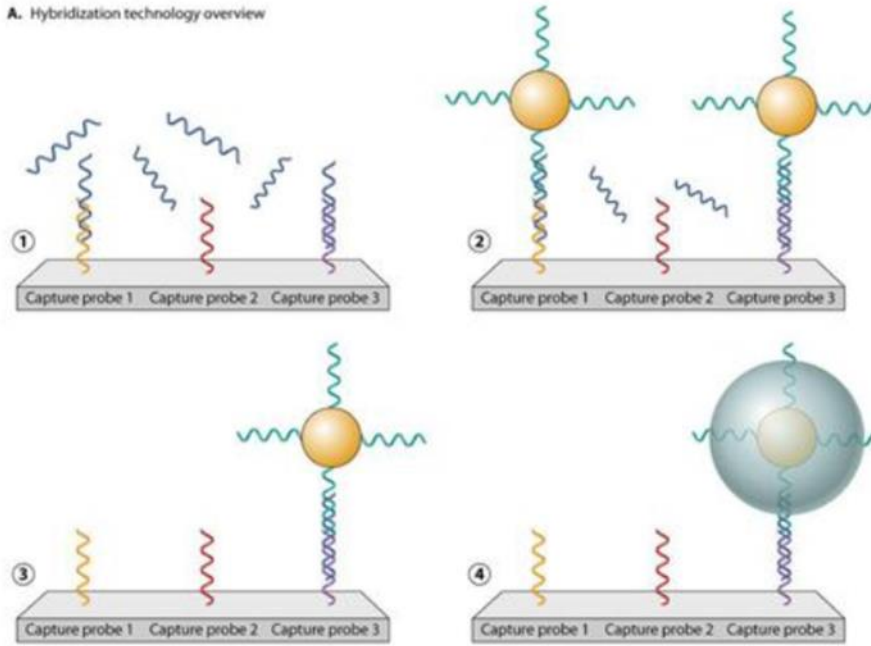 A. Hybridization technology overview
1
Capture probe 1 Capture probe 2 Capture probe 3
2
Capture probe 1 Capture probe 2 Capture probe 3
3
Capture probe 1 Capture probe 2 Capture probe 3
4
Capture probe 1 Capture probe 2 Capture probe 3